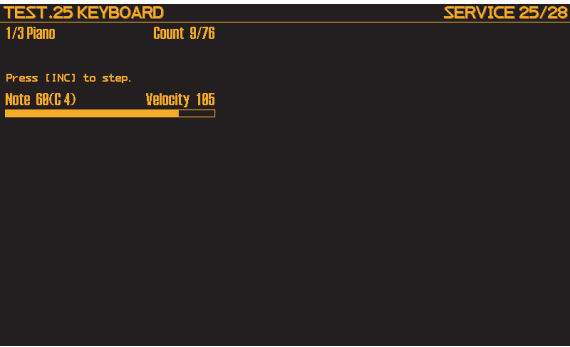 TEST.25 KEYBOARD SERVICE 25/28
1/3 Piano Count 9/76
Press [INC] to step.
Note 60(C 4) Velocity 105